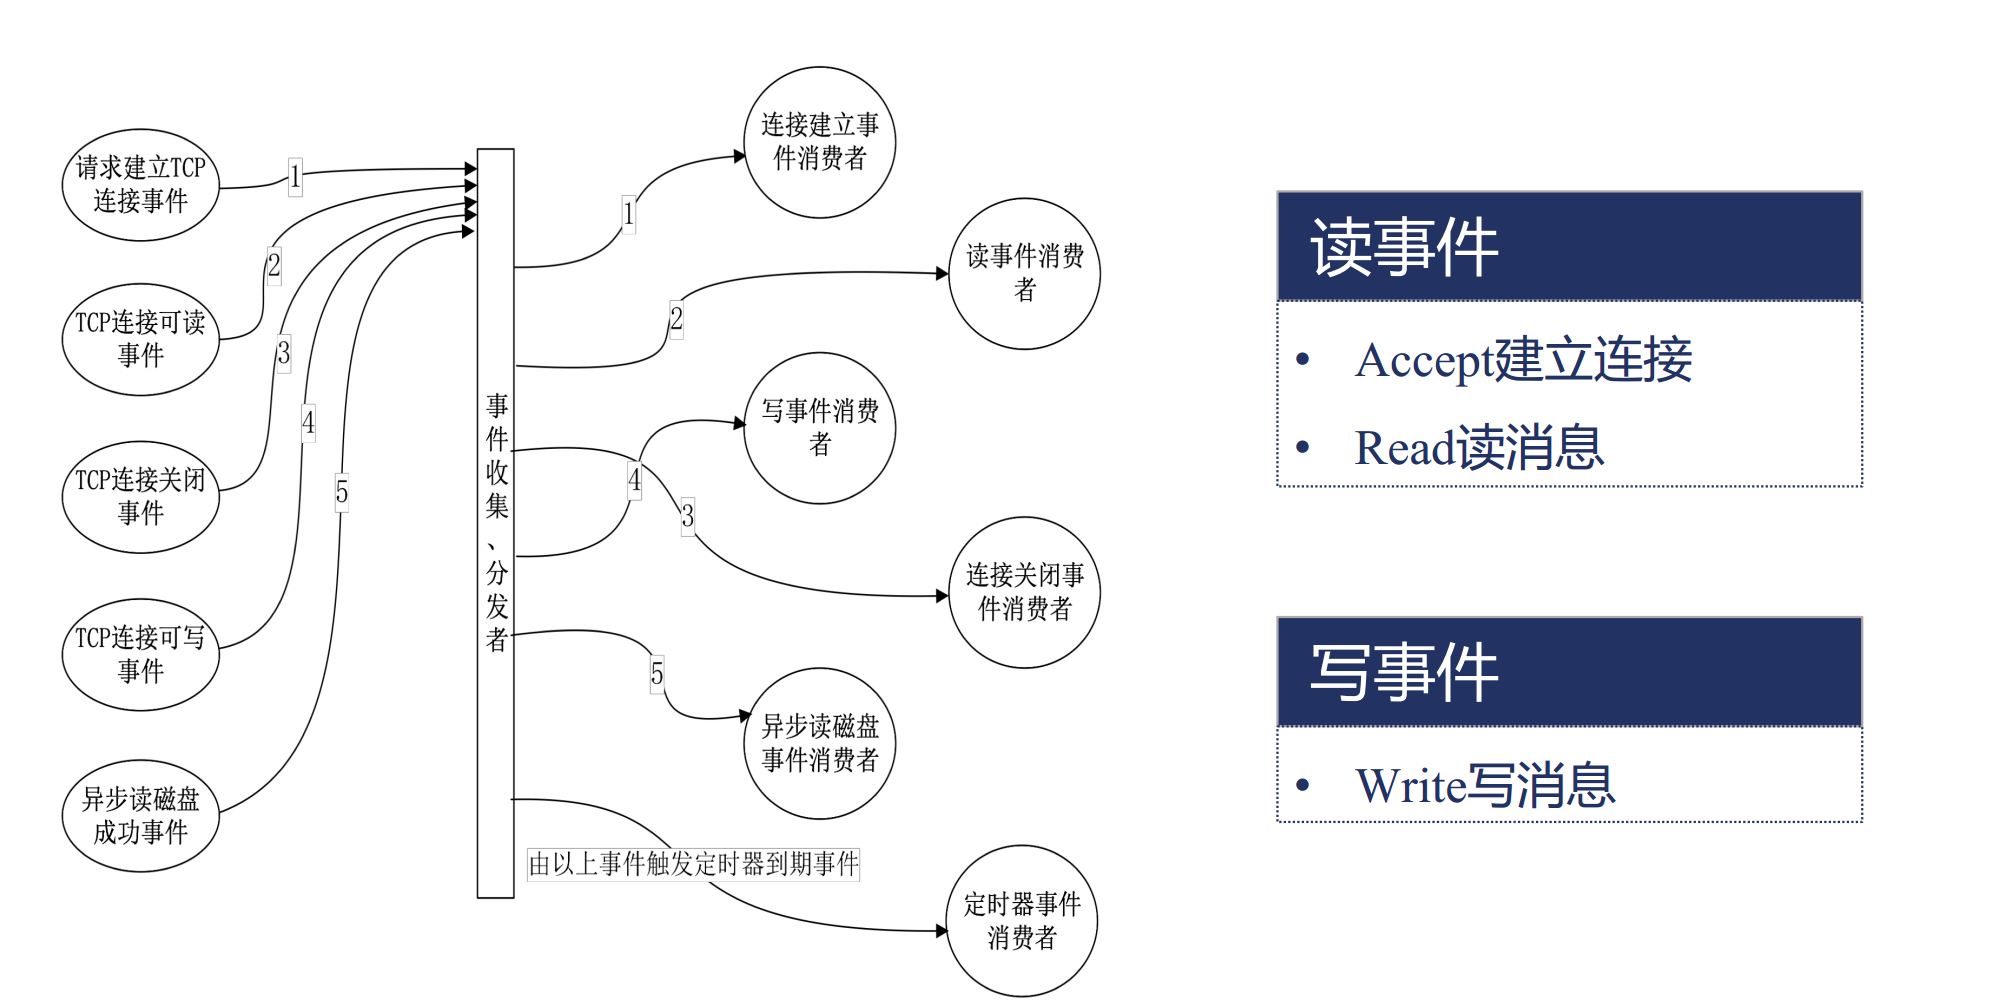 请求建立TCP
连接事件
TCP连接可读
事件
TCP连接关闭
事件
TCP连接可写
事件
异步读磁盘
成功事件
1
2
3
4
5
事件收集、分发者
1
2
4
3
5
由以上事件触发定时器到期事件
连接建立事
件消费者
读事件消费
者
写事件消费
者
连接关闭事
件消费者
异步读磁盘
事件消费者
定时器事件
消费者
读事件
• Accept建立连接
• Read读消息
写事件
• Write写消息